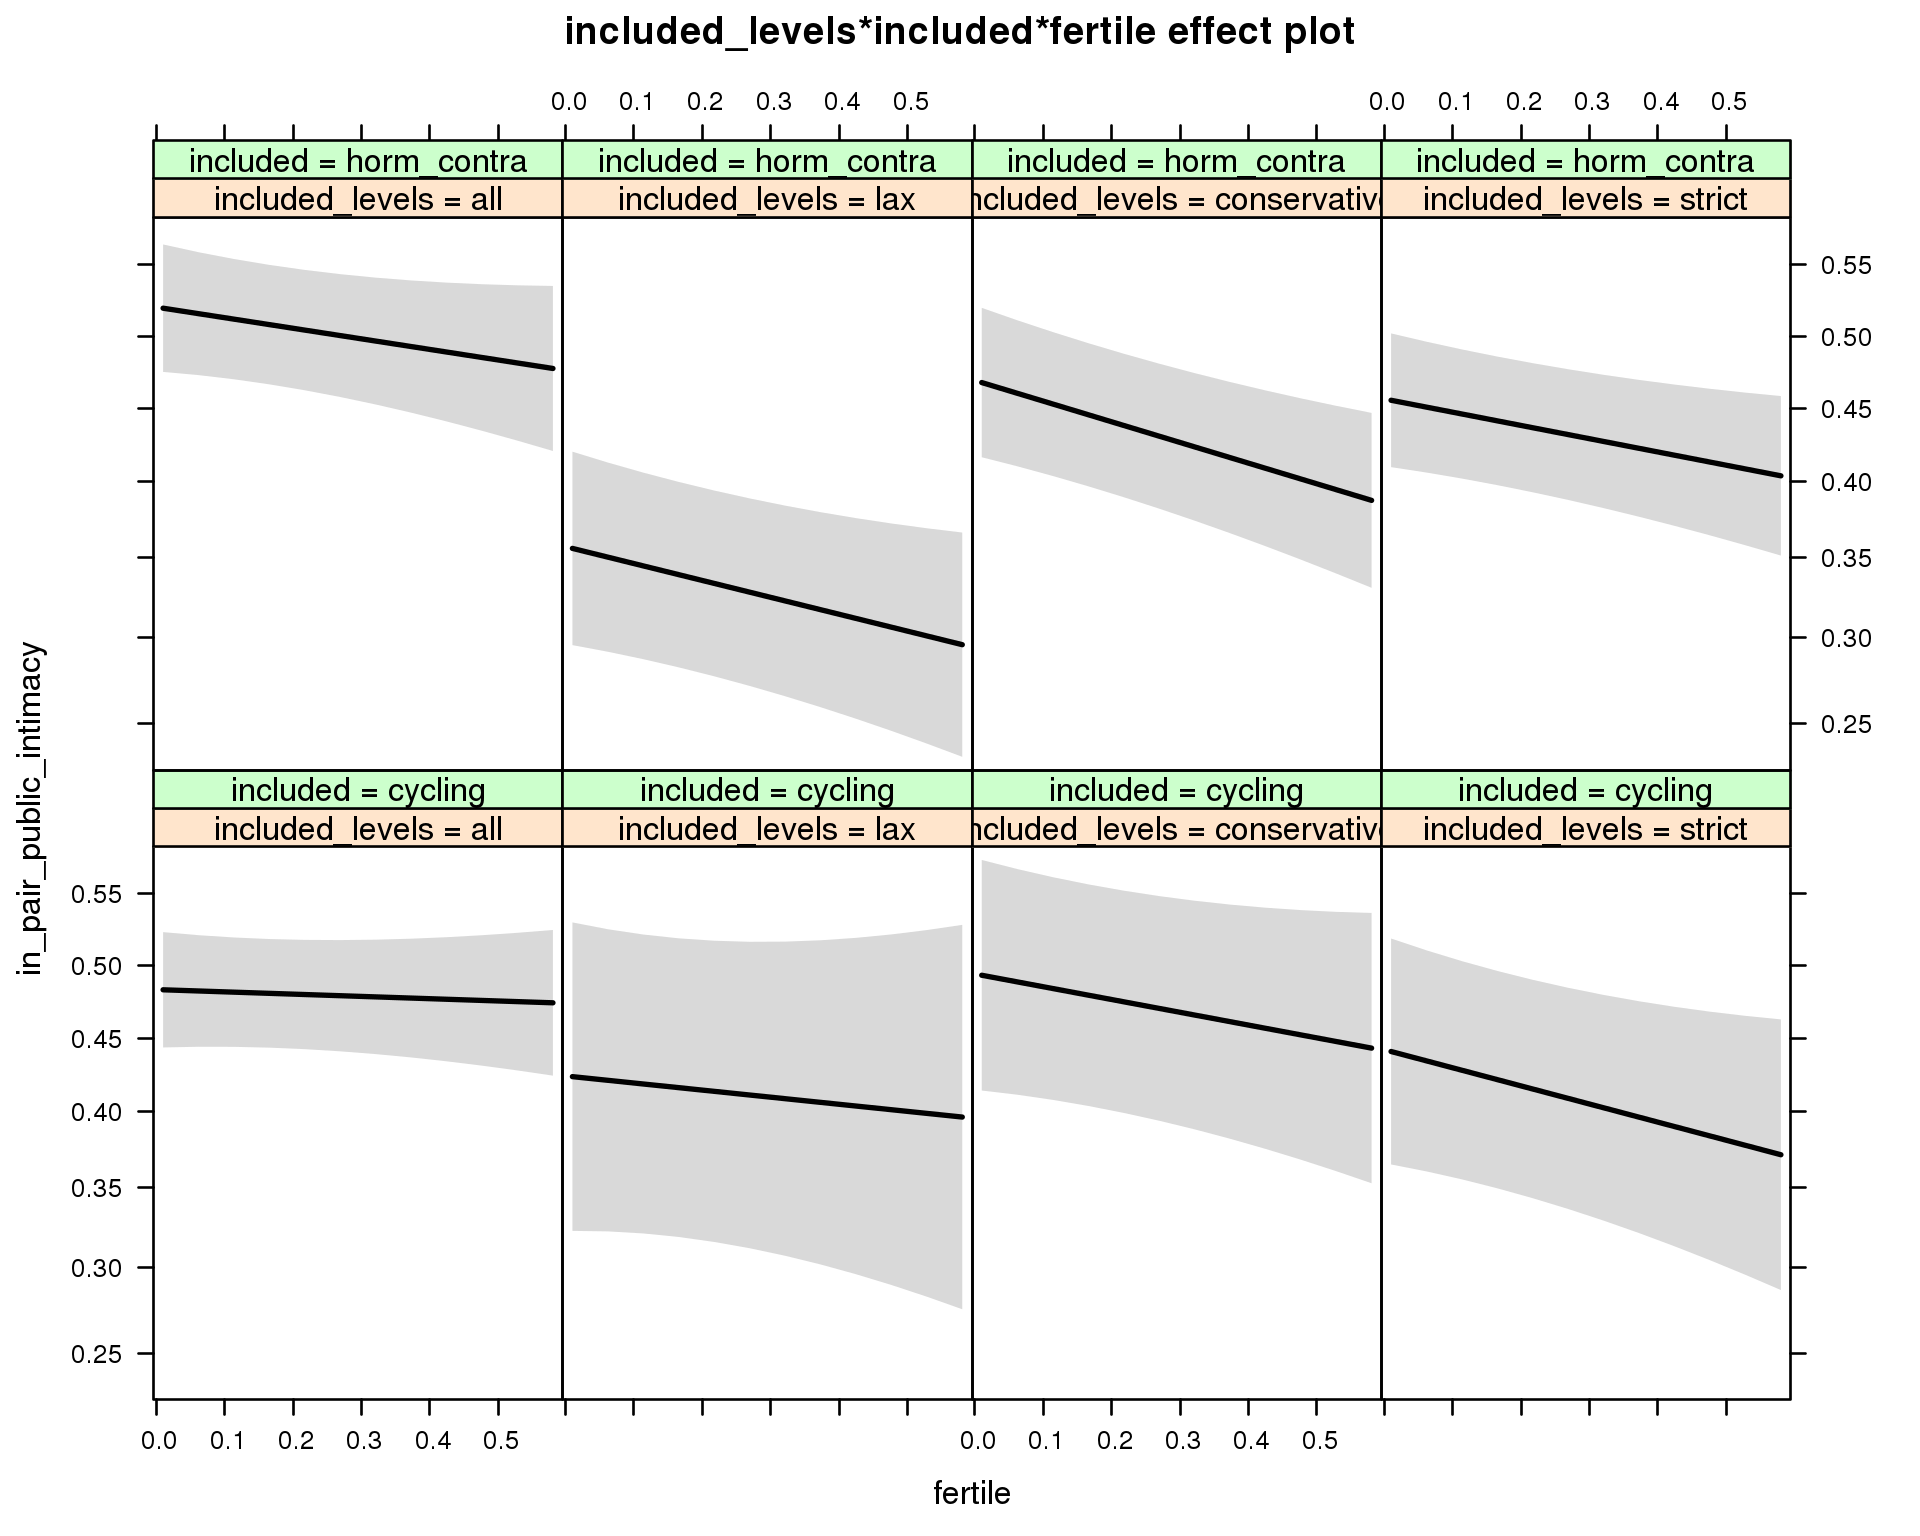 included_levels*included*fertile effect plot
0.0 0.1 0.2 0.3 0.4 0.5 0.0 0.1 0.2 0.3 0.4 0.5
included = horm_contra included = horm_contra included = horm_contra included = horm_contra
included_levels = all included_levels = lax ncluded_levels = conservativ included_levels = strict
0.55
0.50
0.45
0.40
0.35
0.30
0.25
in_pair_public_intimacy
included = cycling included = cycling included = cycling included = cycling
included_levels = all included_levels = lax ncluded_levels = conservativ included_levels = strict
0.55
0.50
0.45
0.40
0.35
0.30
0.25
0.0 0.1 0.2 0.3 0.4 0.5 0.0 0.1 0.2 0.3 0.4 0.5
fertile